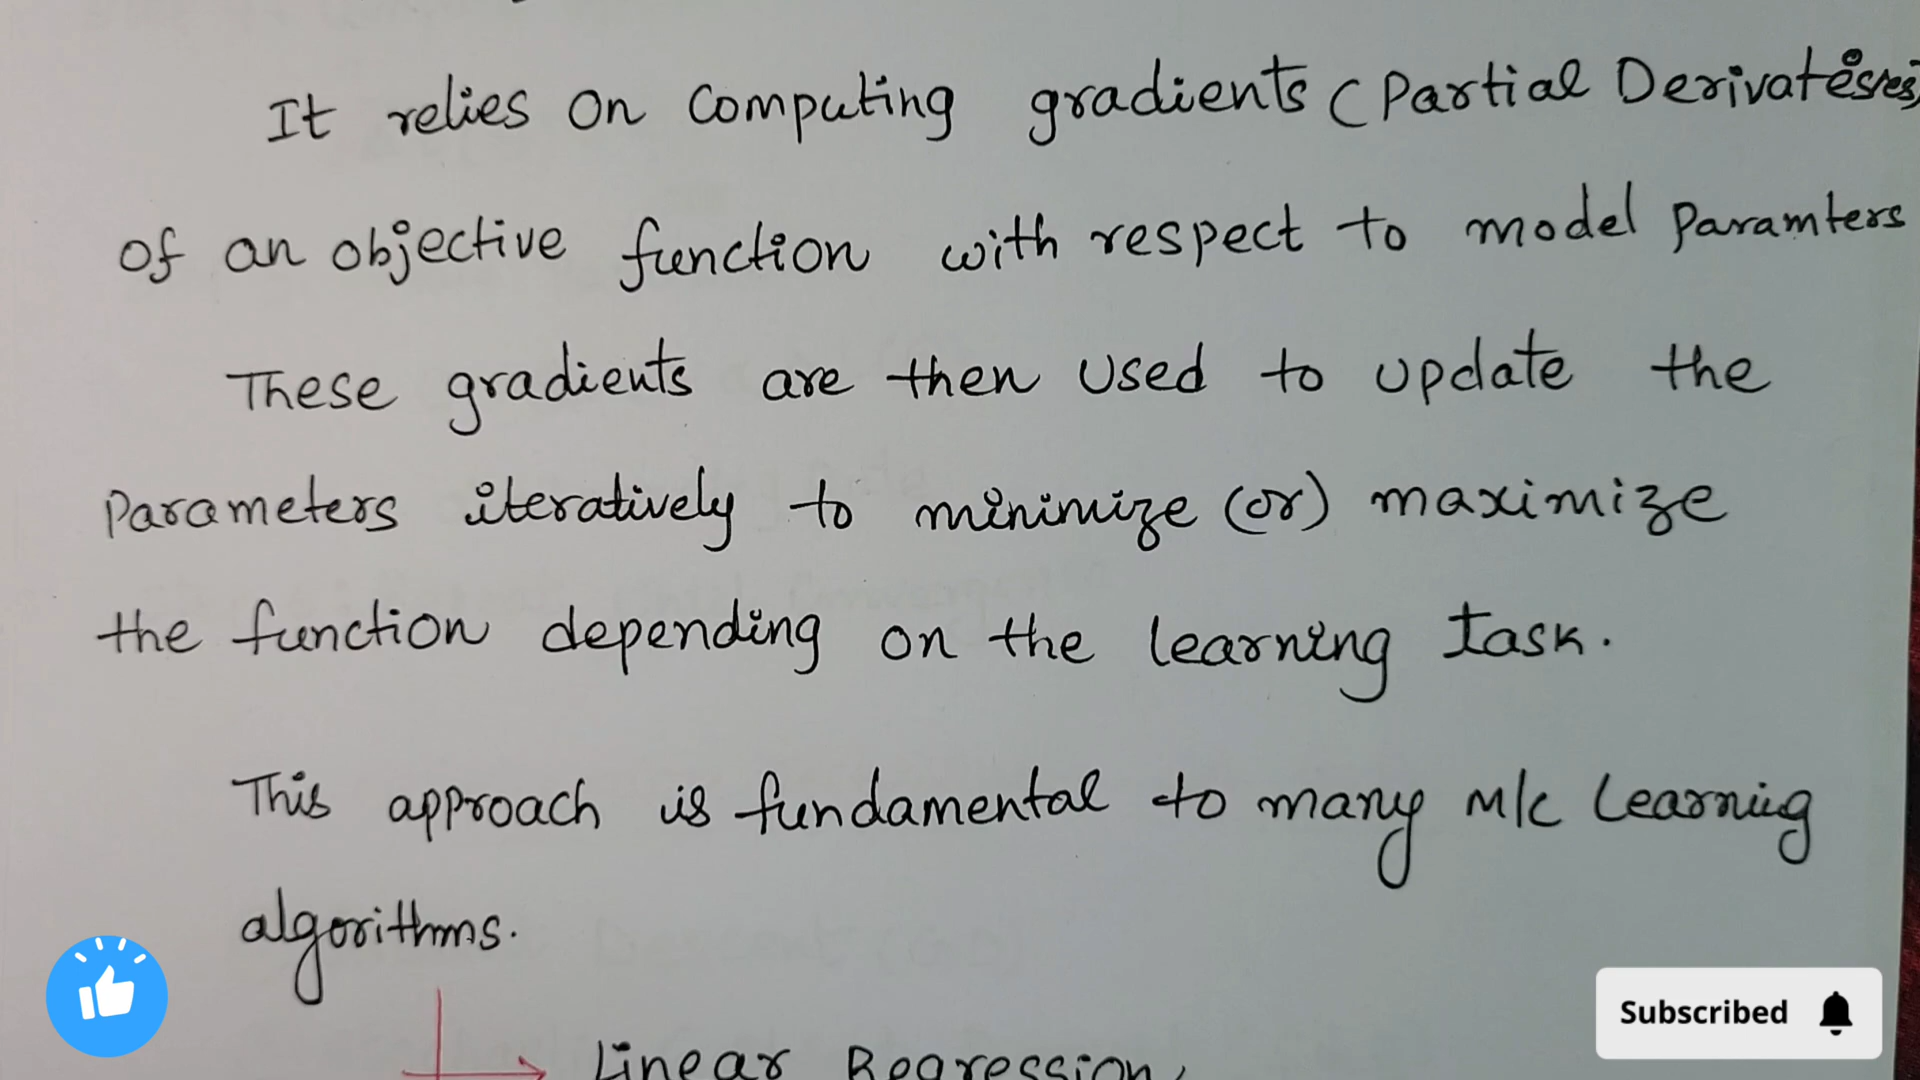 It relies on computing gradients (Partial Derivatives)
of an objective function with respect to model Paramters
These gradients are then used to update the
Parameters iteratively to minimize (or) maximize
the function depending on the learning task.
This approach is fundamental to many M/c Learning
algorithms.
Linear Regression,
Subscribed